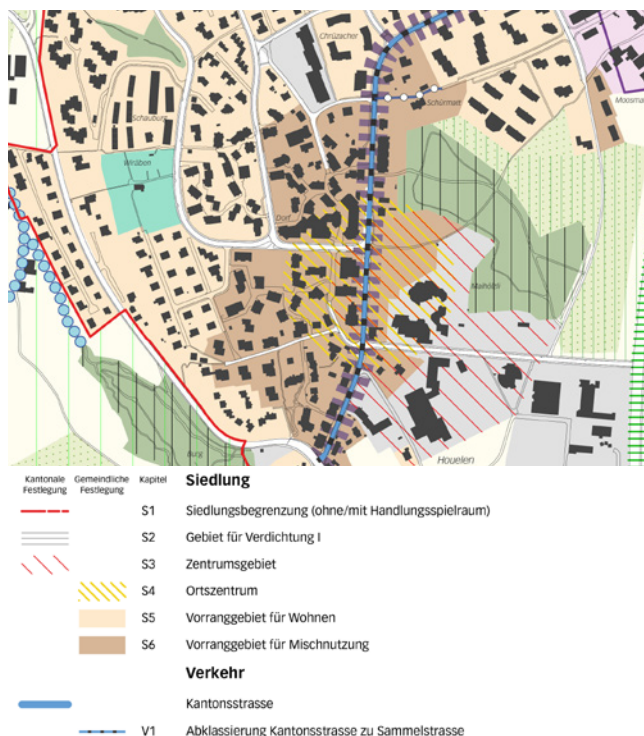 Chrüzacher
Schürmatt
Moosma
Schauburg
Wiräben
Dorf
Maihölzli
Burg
Houelen
Kantonale Festlegung
Gemeindliche Festlegung
Kapitel
Siedlung
S1 Siedlungsbegrenzung (ohne/mit Handlungsspielraum)
S2 Gebiet für Verdichtung I
S3 Zentrumsgebiet
S4 Ortszentrum
S5 Vorranggebiet für Wohnen
S6 Vorranggebiet für Mischnutzung
Verkehr
Kantonsstrasse
V1 Abklassierung Kantonsstrasse zu Sammelstrasse